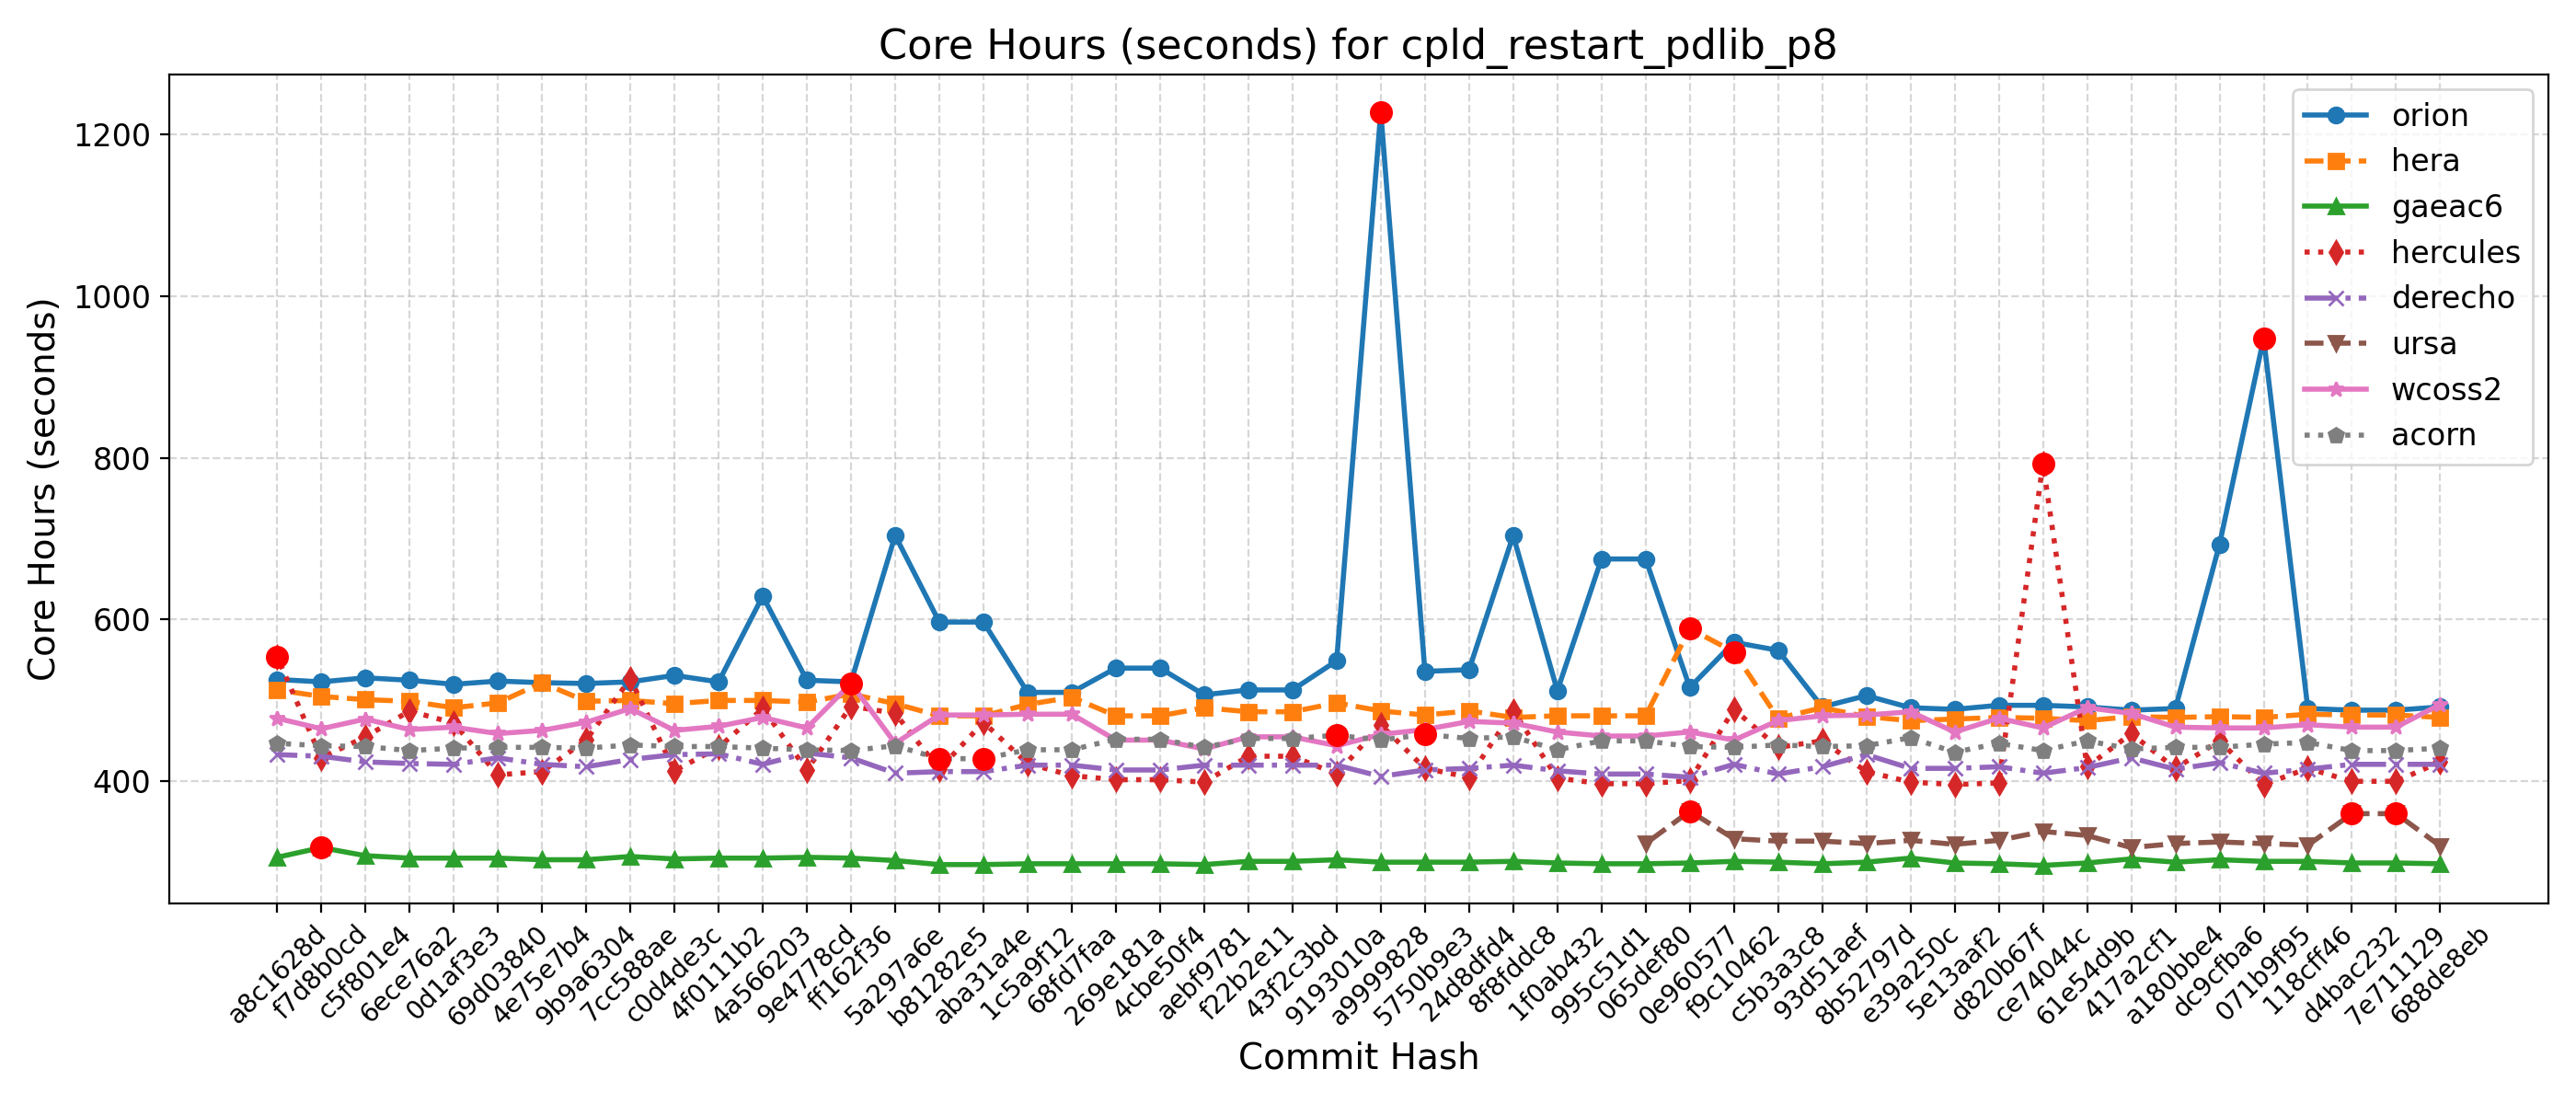 Core Hours (seconds) for cpld_restart_pdlib_p8
Core Hours (seconds)
1200
1000
800
600
400
orion
hera
gaeac6
hercules
derecho
ursa
wcoss2
acorn
a8c1628d
f7d8b0cd
c5f801e4
6ece76a2
0d1af3e3
69d03840
4e75e7b4
9b9a6304
7cc588ae
c0d4de3c
4f0111b2
4a566203
9e4778cd
ff162f36
5a297a6e
b81282e5
aba31a4e
1c5a9f12
68fd7faa
269e181a
4cbe50f4
aebf9781
f22b2e11
43f2c3bd
9193010a
a9999828
5750b9e3
24d8dfd4
8f8fddc8
1f0ab432
995c51d1
065def80
0e960577
f9c10462
c5b3a3c8
93d51aef
8b52797d
e39a250c
5e13aaf2
d820b67f
ce74044c
61e54d9b
417a2cf1
a180bbe4
dc9cfba6
071b9f95
118cff46
d4bac232
7e711129
688de8eb
Commit Hash